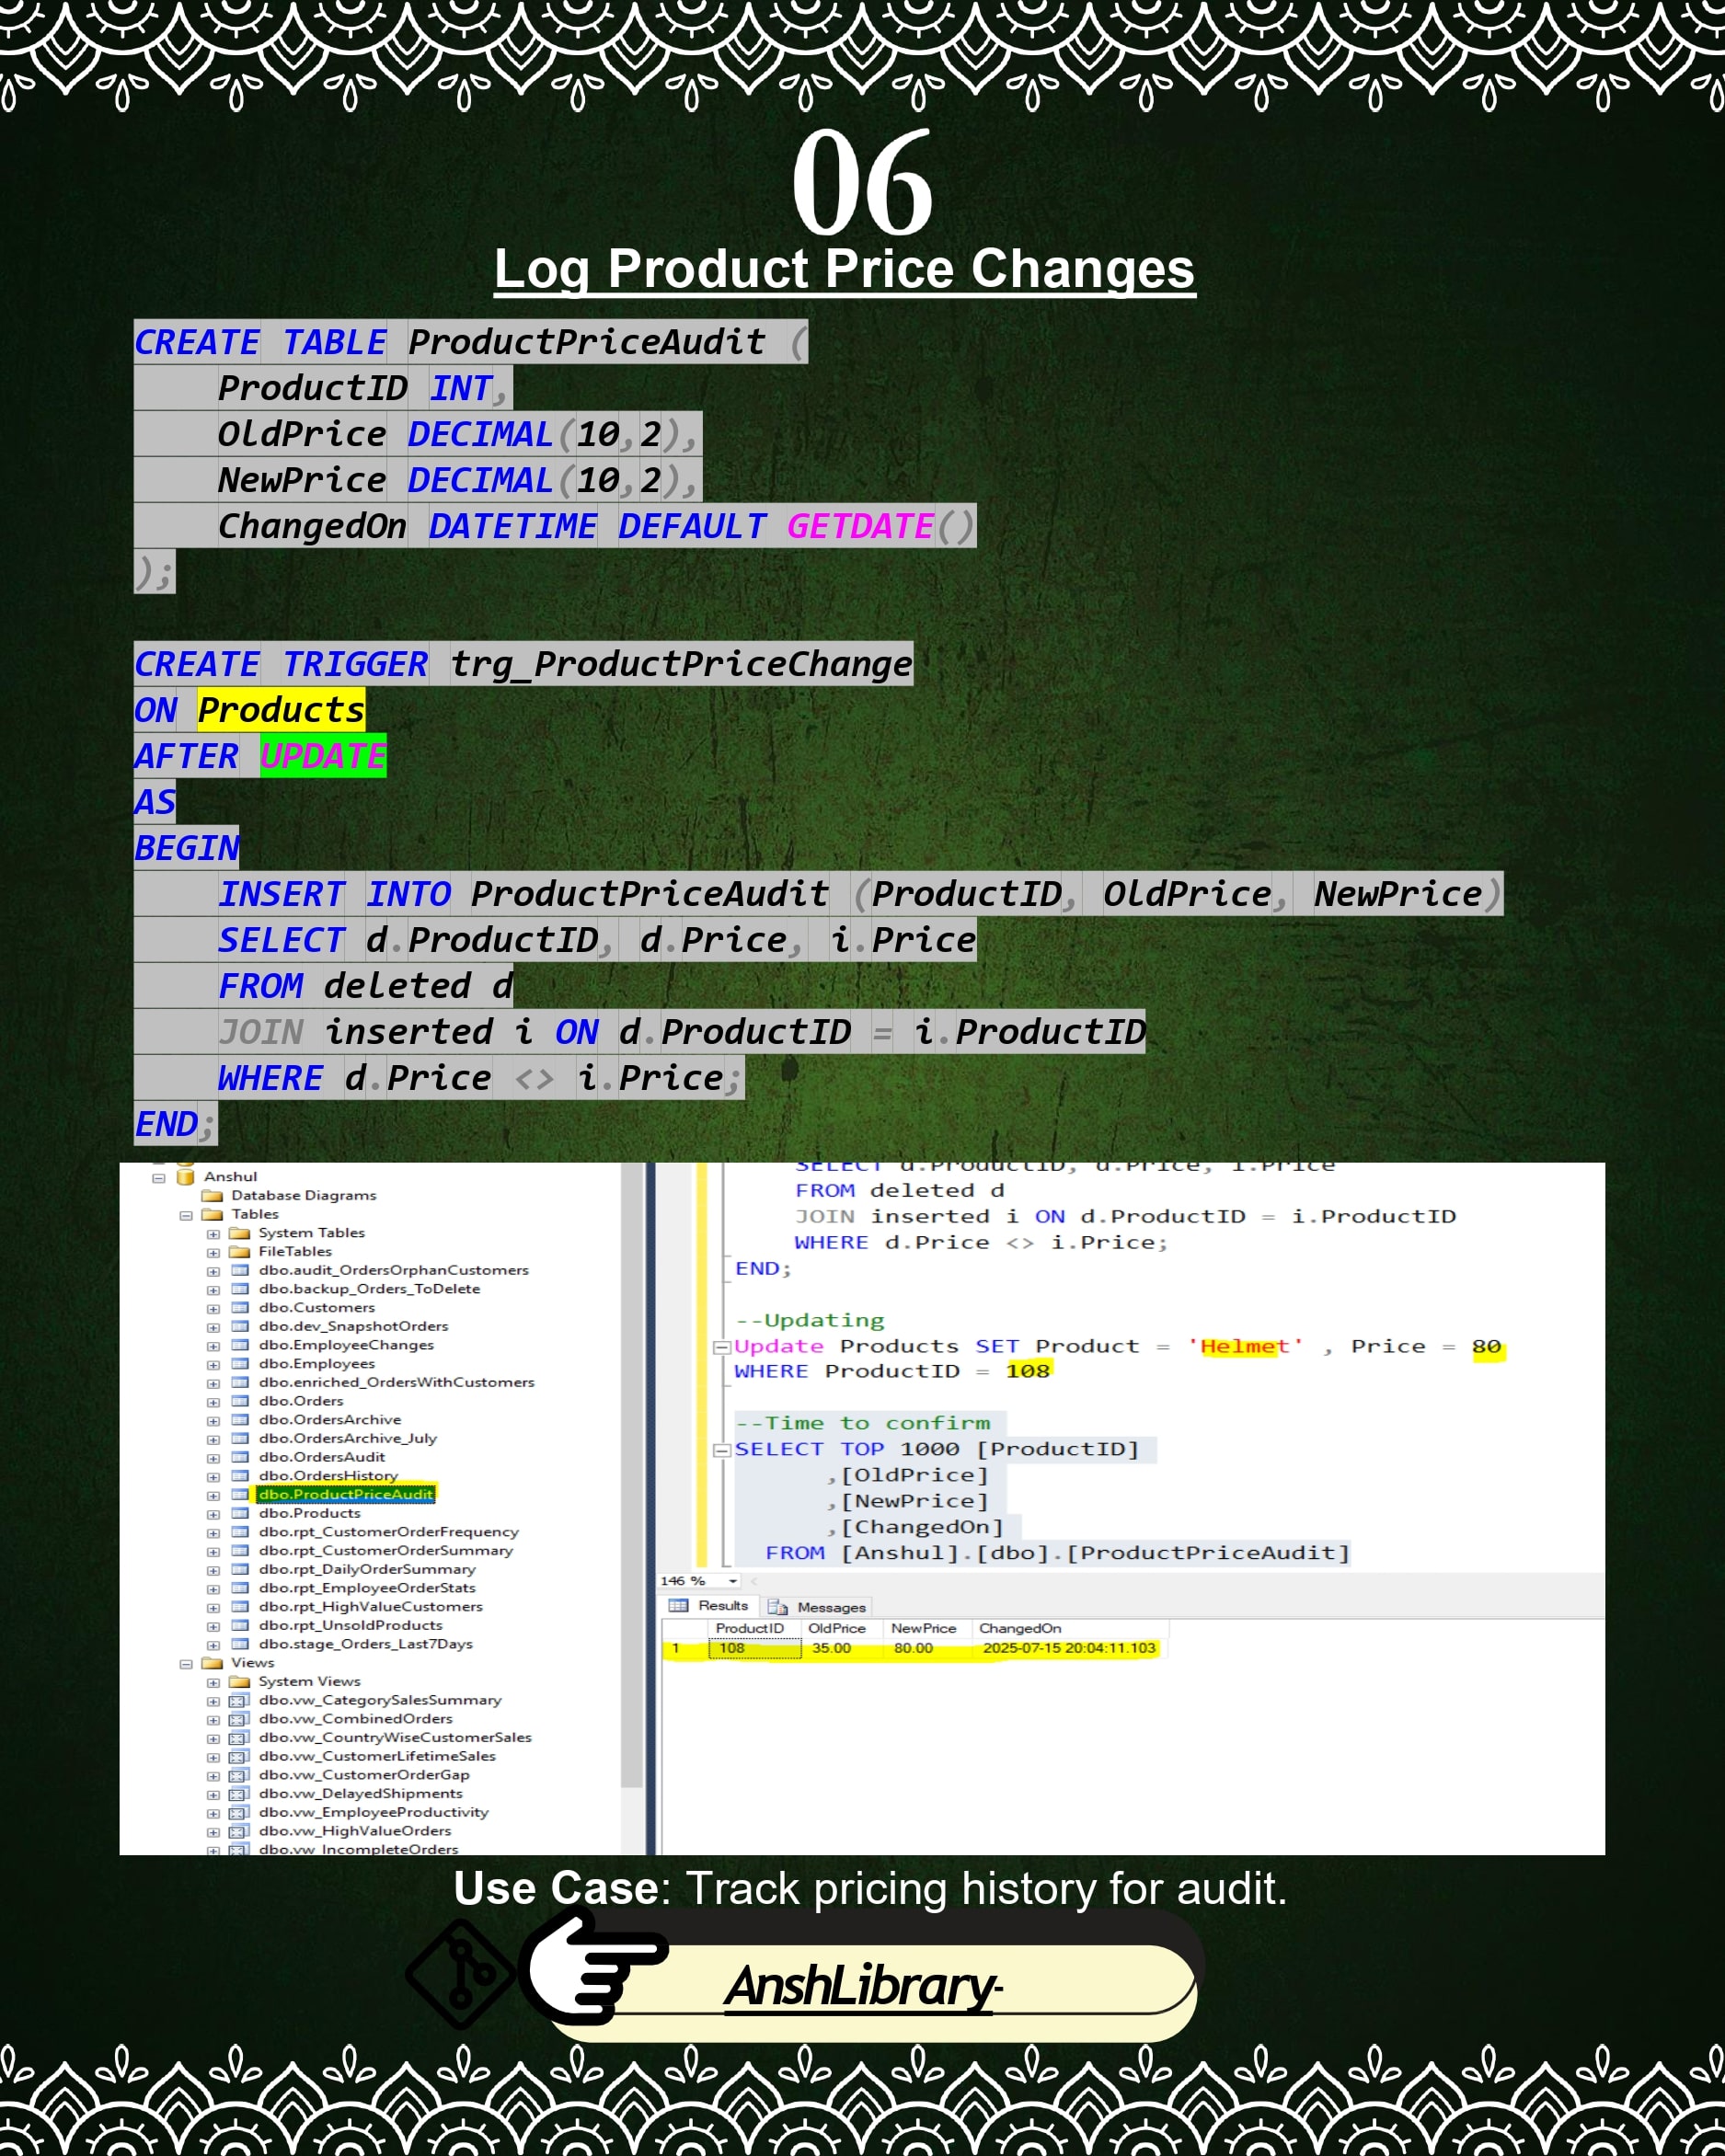 06
Log Product Price Changes
CREATE TABLE ProductPriceAudit (
    ProductID INT,
    OldPrice DECIMAL(10,2),
    NewPrice DECIMAL(10,2),
    ChangedOn DATETIME DEFAULT GETDATE()
);
CREATE TRIGGER trg_ProductPriceChange
ON Products
AFTER UPDATE
AS
BEGIN
    INSERT INTO ProductPriceAudit (ProductID, OldPrice, NewPrice)
    SELECT d.ProductID, d.Price, i.Price
    FROM deleted d
    JOIN inserted i ON d.ProductID = i.ProductID
    WHERE d.Price <> i.Price;
END;
Anshul
Database Diagrams
Tables
System Tables
FileTables
dbo.audit_OrdersOrphanCustomers
dbo.backup_Orders_ToDelete
dbo.Customers
dbo.dev_SnapshotOrders
dbo.EmployeeChanges
dbo.Employees
dbo.enriched_OrdersWithCustomers
dbo.Orders
dbo.OrdersArchive
dbo.OrdersArchive_July
dbo.OrdersAudit
dbo.OrdersHistory
dbo.ProductPriceAudit
dbo.Products
dbo.rpt_CustomerOrderFrequency
dbo.rpt_CustomerOrderSummary
dbo.rpt_DailyOrderSummary
dbo.rpt_EmployeeOrderStats
dbo.rpt_HighValueCustomers
dbo.rpt_UnsoldProducts
dbo.stage_Orders_Last7Days
Views
System Views
dbo.vw_CategorySalesSummary
dbo.vw_CombinedOrders
dbo.vw_CountryWiseCustomerSales
dbo.vw_CustomerLifetimeSales
dbo.vw_CustomerOrderGap
dbo.vw_DelayedShipments
dbo.vw_EmployeeProductivity
dbo.vw_HighValueOrders
dbo.vw_IncompleteOrders
SELECT d.ProductID, d.Price, i.Price
FROM deleted d
JOIN inserted i ON d.ProductID = i.ProductID
WHERE d.Price <> i.Price;
END;
--Updating
Update Products SET Product = 'Helmet' , Price = 80
WHERE ProductID = 108
--Time to confirm
SELECT TOP 1000 [ProductID]
,[OldPrice]
,[NewPrice]
,[ChangedOn]
FROM [Anshul].[dbo].[ProductPriceAudit]
146 %
Results Messages
ProductID OldPrice NewPrice ChangedOn
1 108 35.00 80.00 2025-07-15 20:04:11.103
Use Case: Track pricing history for audit.
AnshLibrary-